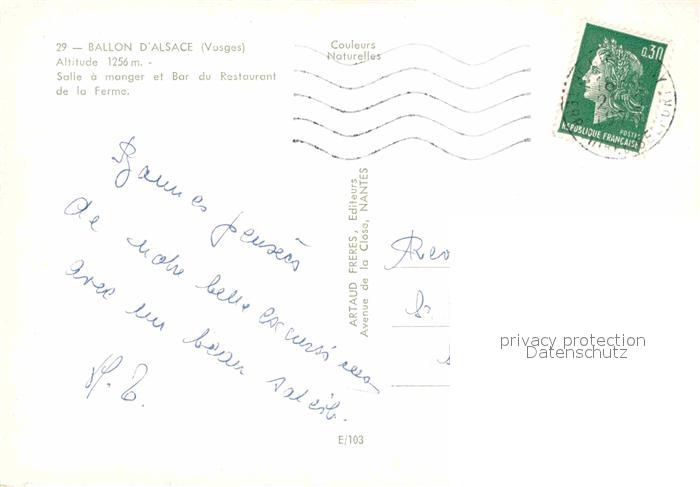 29 — BALLON D'ALSACE (Vosges)
Altitude 1256 m. -
Salle à manger et Bar du Restaurant
de la Ferme.
Couleurs
Naturelles
0,30
POSTES
REPUBLIQUE FRANÇAISE
Bonnes pensées
de notre belle excursion
avec un beau soleil.
ARTAUD FRERES, Editeurs
Avenue de la Close, NANTES
privacy protection
Datenschutz
E/103